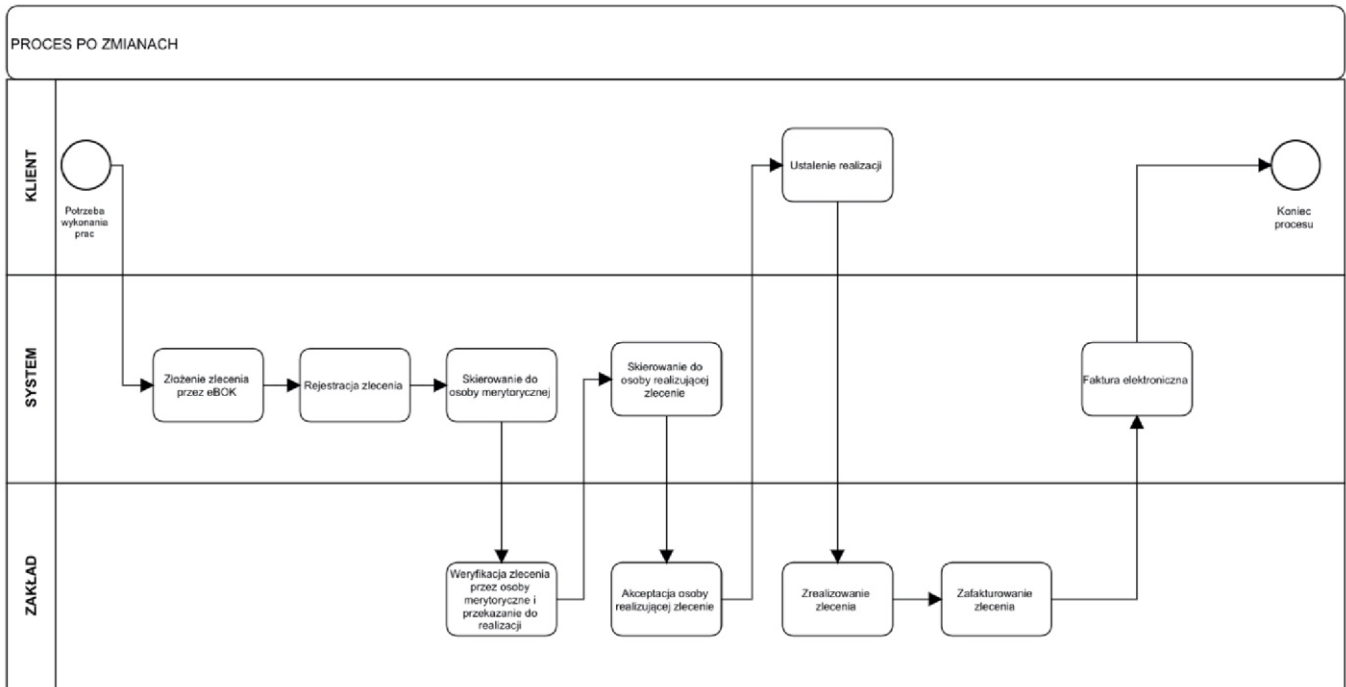 PROCES PO ZMIANACH
KLIENT
Potrzeba
wykonania
prac
Ustalenie realizacji
Koniec
procesu
SYSTEM
Złożenie zlecenia
przez eBOK
Rejestracja zlecenia
Skierowanie do
osoby merytorycznej
Skierowanie do
osoby realizującej
zlecenie
Faktura elektroniczna
ZAKŁAD
Weryfikacja zlecenia
przez osoby
merytoryczne i
przekazanie do
realizacji
Akceptacja osoby
realizującej zlecenie
Zrealizowanie
zlecenia
Zafakturowanie
zlecenia